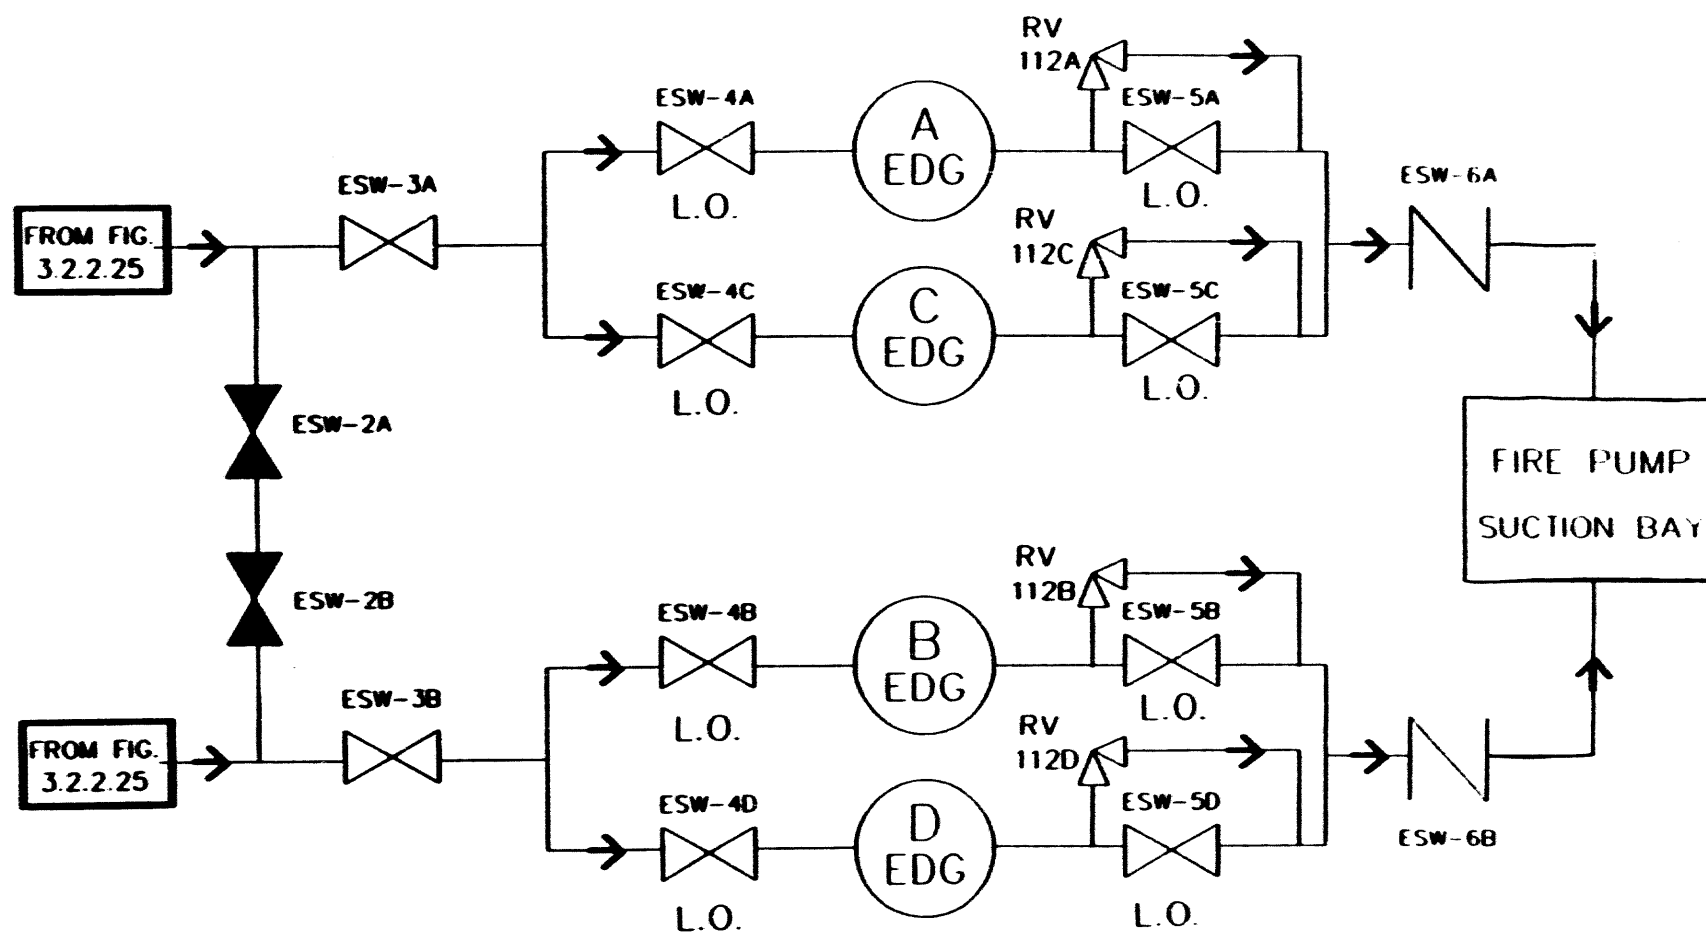 RV
112A
ESW-4A
ESW-5A
A
EDG
ESW-3A
ESW-6A
L.O.
L.O.
FROM FIG.
3.2.2.25
RV
112C
ESW-4C
ESW-5C
C
EDG
L.O.
L.O.
ESW-2A
FIRE PUMP
SUCTION BAY
RV
112B
ESW-2B
ESW-4B
ESW-5B
B
EDG
ESW-3B
L.O.
L.O.
FROM FIG.
3.2.2.25
RV
112D
ESW-4D
ESW-5D
D
EDG
ESW-6B
L.O.
L.O.